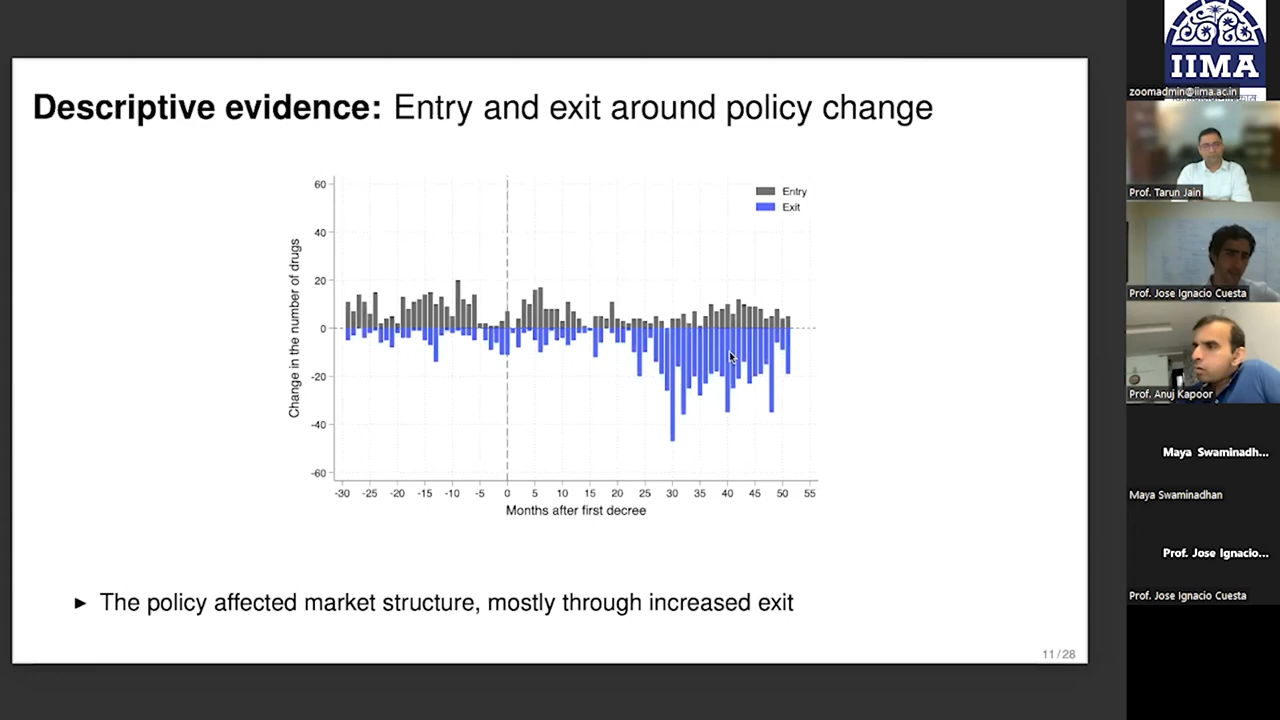 Descriptive evidence: Entry and exit around policy change
Change in the number of drugs
60
40
20
0
-20
-40
-60
Entry
Exit
-30 -25 -20 -15 -10 -5 0 5 10 15 20 25 30 35 40 45 50 55
Months after first decree
► The policy affected market structure, mostly through increased exit
11 / 28
IIMA
zoomadmin@iima.ac.in
Prof. Tarun Jain
Prof. Jose Ignacio Cuesta
Prof. Anuj Kapoor
Maya Swaminadh...
Maya Swaminadhan
Prof. Jose Ignacio...
Prof. Jose Ignacio Cuesta